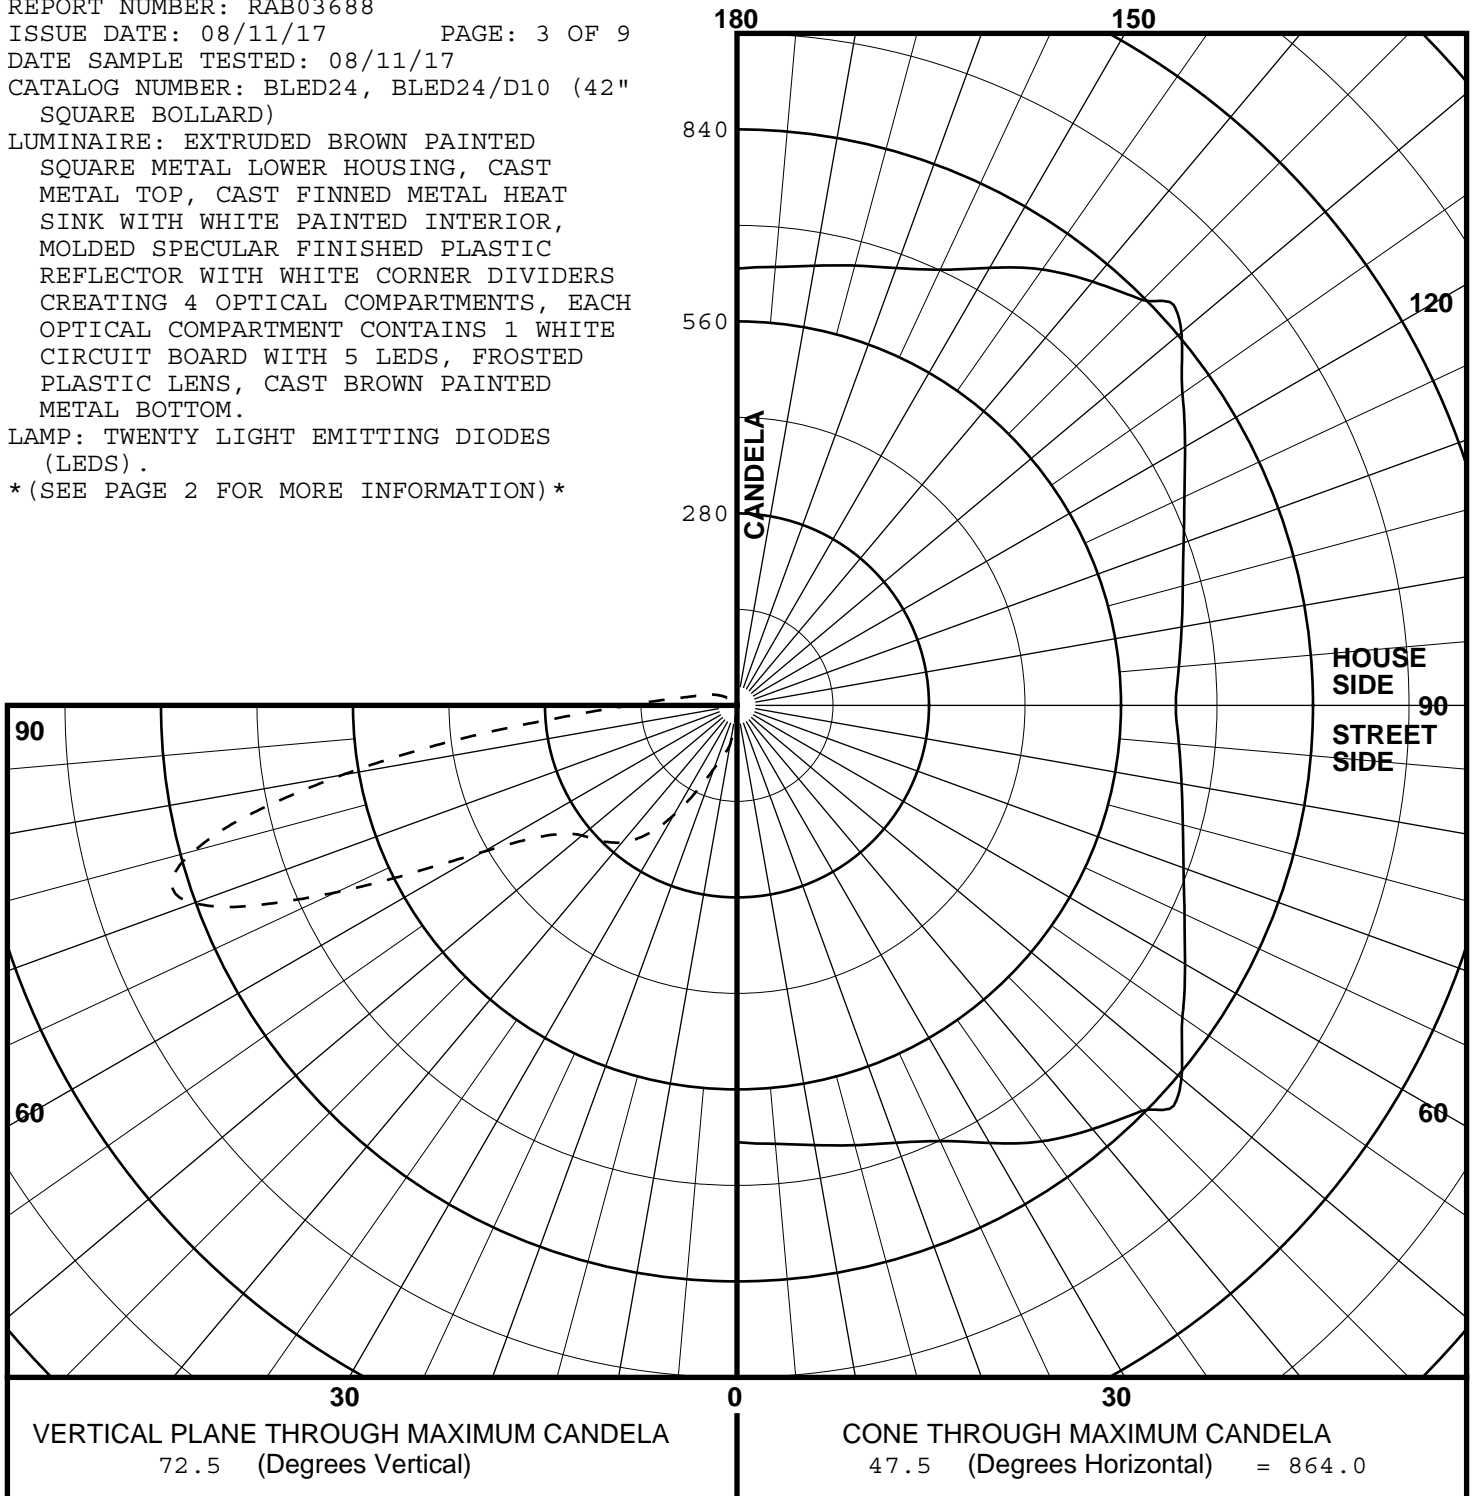 REPORT NUMBER: RAB03688
ISSUE DATE: 08/11/17 PAGE: 3 OF 9
DATE SAMPLE TESTED: 08/11/17
CATALOG NUMBER: BLED24, BLED24/D10 (42"
SQUARE BOLLARD)
LUMINAIRE: EXTRUDED BROWN PAINTED
SQUARE METAL LOWER HOUSING, CAST
METAL TOP, CAST FINNED METAL HEAT
SINK WITH WHITE PAINTED INTERIOR,
MOLDED SPECULAR FINISHED PLASTIC
REFLECTOR WITH WHITE CORNER DIVIDERS
CREATING 4 OPTICAL COMPARTMENTS, EACH
OPTICAL COMPARTMENT CONTAINS 1 WHITE
CIRCUIT BOARD WITH 5 LEDS, FROSTED
PLASTIC LENS, CAST BROWN PAINTED
METAL BOTTOM.
LAMP: TWENTY LIGHT EMITTING DIODES
(LEDS).
*(SEE PAGE 2 FOR MORE INFORMATION)*
180
150
840
120
560
CANDELA
280
HOUSE
SIDE
90
90
STREET
SIDE
60
60
30
0
30
VERTICAL PLANE THROUGH MAXIMUM CANDELA
72.5 (Degrees Vertical)
CONE THROUGH MAXIMUM CANDELA
47.5 (Degrees Horizontal) = 864.0